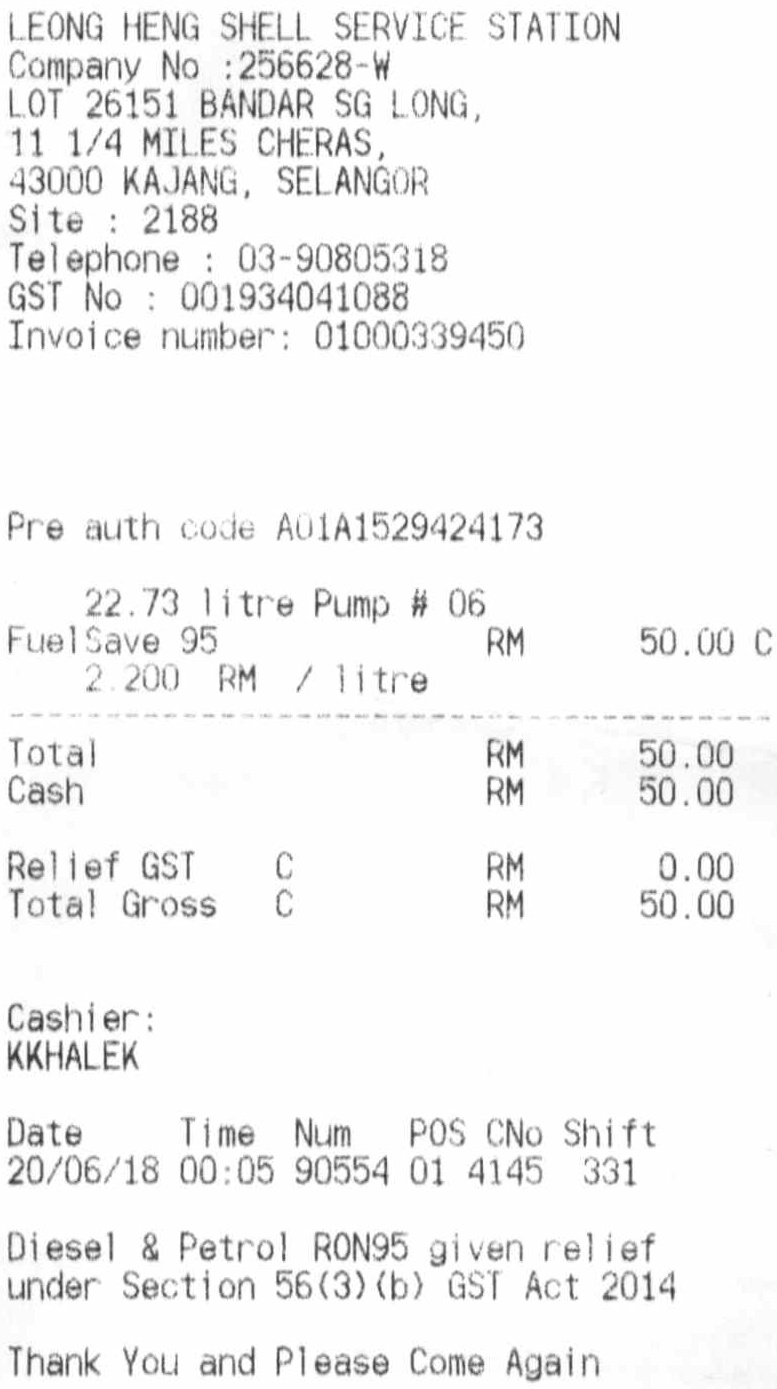 LEONG HENG SHELL SERVICE STATION
Company No :256628-W
LOT 26151 BANDAR SG LONG,
11 1/4 MILES CHERAS,
43000 KAJANG, SELANGOR
Site : 2188
Telephone : 03-90805318
GST No : 001934041088
Invoice number: 01000339450
Pre auth code A01A1529424173
22.73 litre Pump # 06
FuelSave 95 RM 50.00 C
2.200 RM / litre
Total RM 50.00
Cash RM 50.00
Relief GST C RM 0.00
Total Gross C RM 50.00
Cashier:
KKHALEK
Date Time Num POS CNo Shift
20/06/18 00:05 90554 01 4145 331
Diesel & Petrol RON95 given relief
under Section 56(3)(b) GST Act 2014
Thank You and Please Come Again